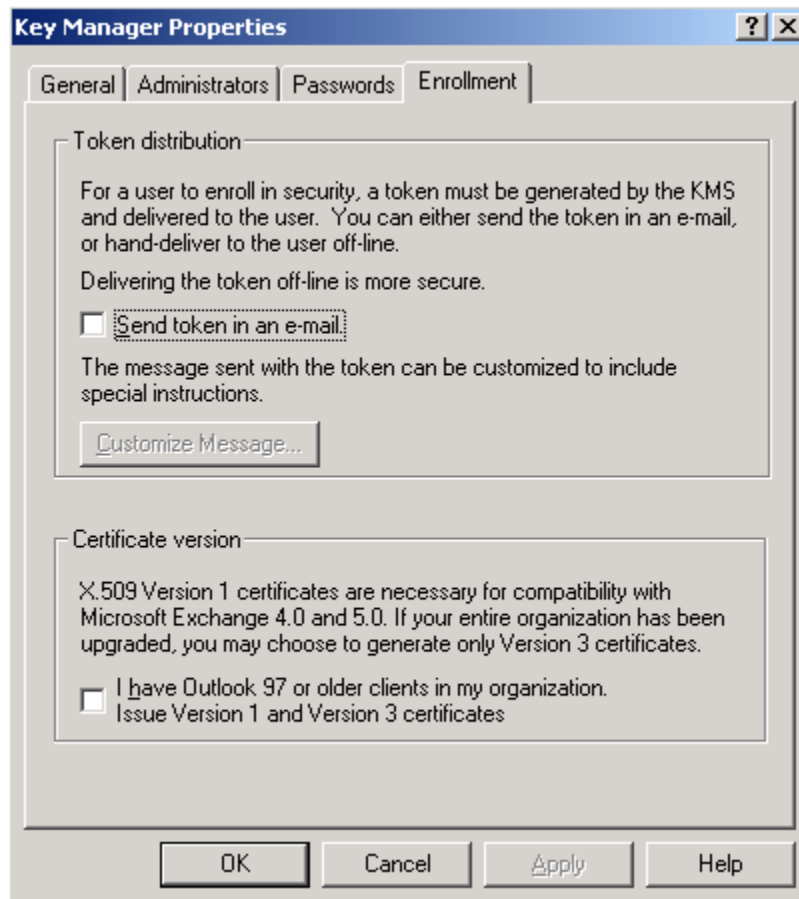 Key Manager Properties
General
Administrators
Passwords
Enrollment
Token distribution
For a user to enroll in security, a token must be generated by the KMS
and delivered to the user.  You can either send the token in an e-mail,
or hand-deliver to the user off-line.
Delivering the token off-line is more secure.
Send token in an e-mail.
The message sent with the token can be customized to include
special instructions.
Customize Message...
Certificate version
X.509 Version 1 certificates are necessary for compatibility with
Microsoft Exchange 4.0 and 5.0. If your entire organization has been
upgraded, you may choose to generate only Version 3 certificates.
I have Outlook 97 or older clients in my organization.
Issue Version 1 and Version 3 certificates
OK
Cancel
Apply
Help